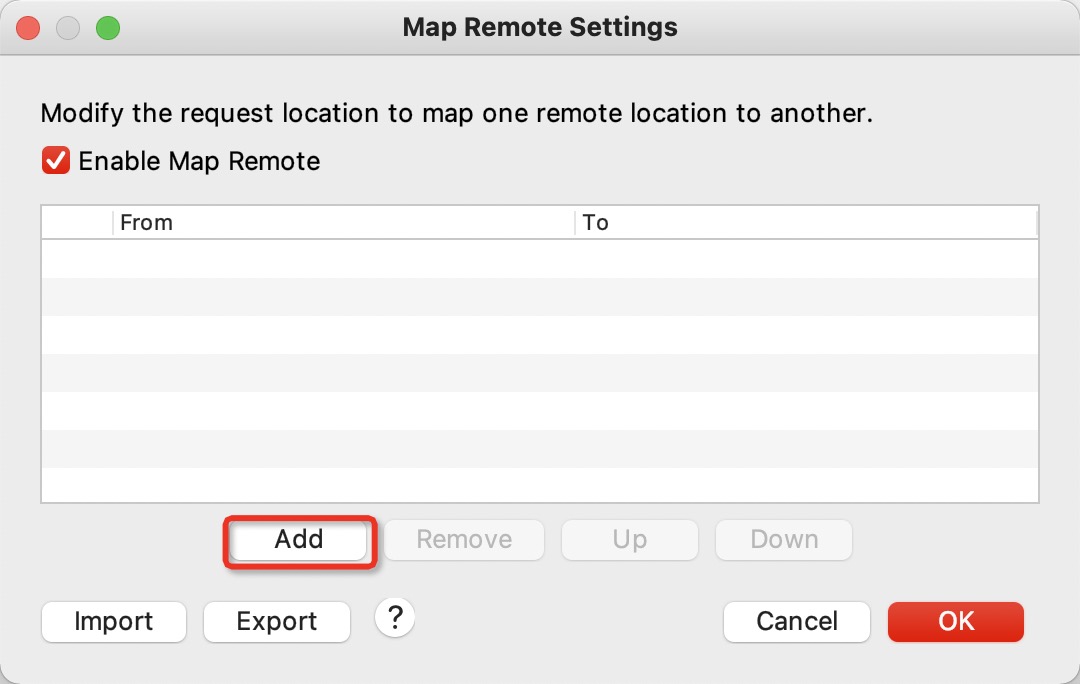 Map Remote Settings
Modify the request location to map one remote location to another.
Enable Map Remote
From To
Add Remove Up Down
Import Export ? Cancel OK